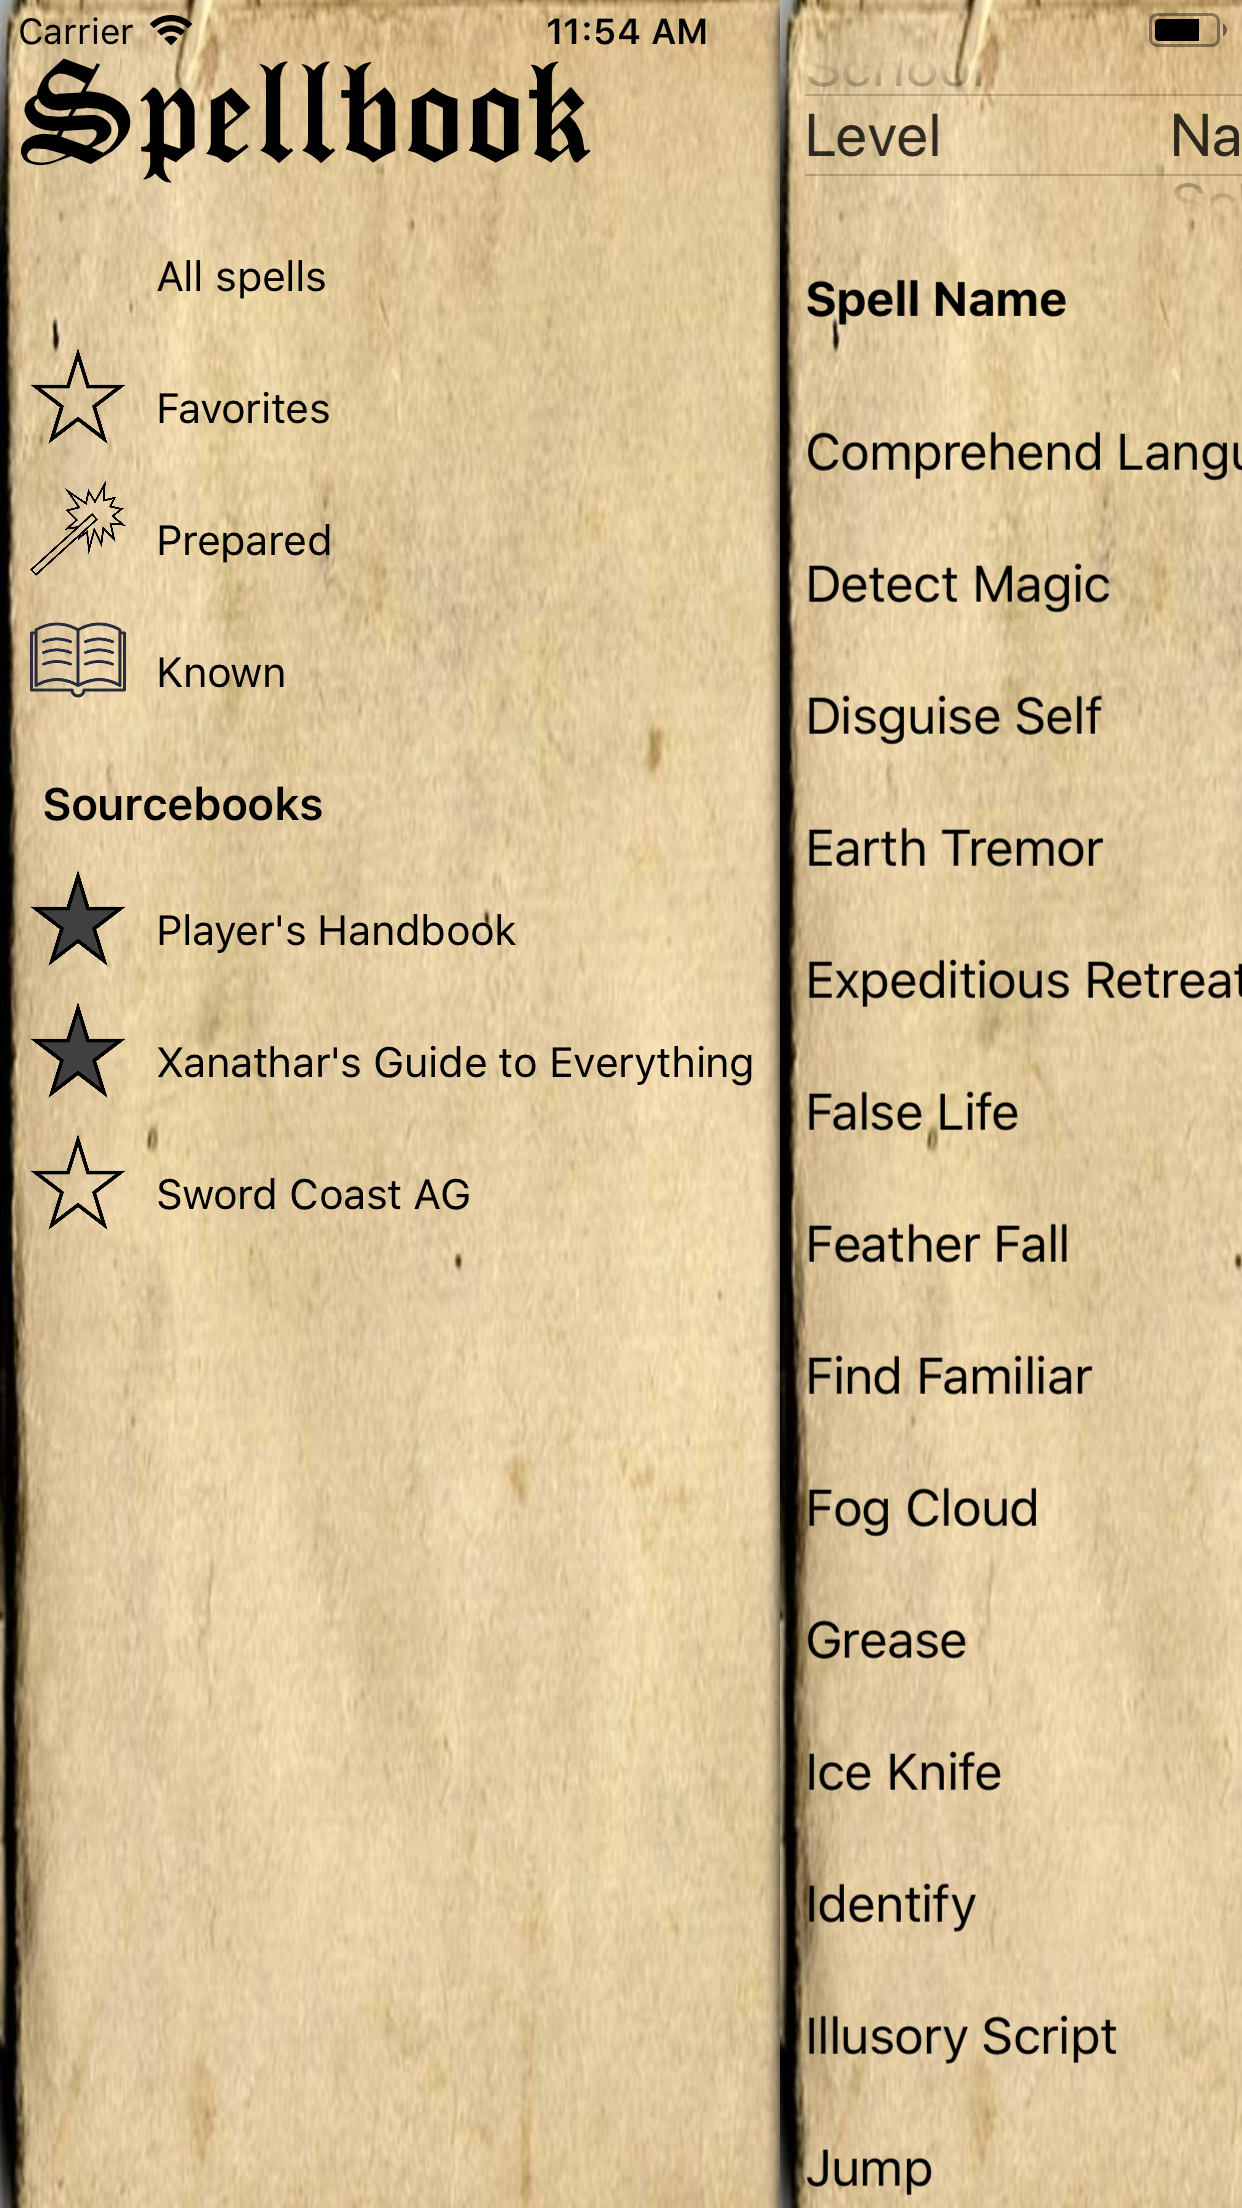 Carrier
11:54 AM
Spellbook
All spells
Favorites
Prepared
Known
Sourcebooks
Player's Handbook
Xanathar's Guide to Everything
Sword Coast AG
School
Level
Na
Spell Name
Comprehend Langu
Detect Magic
Disguise Self
Earth Tremor
Expeditious Retreat
False Life
Feather Fall
Find Familiar
Fog Cloud
Grease
Ice Knife
Identify
Illusory Script
Jump